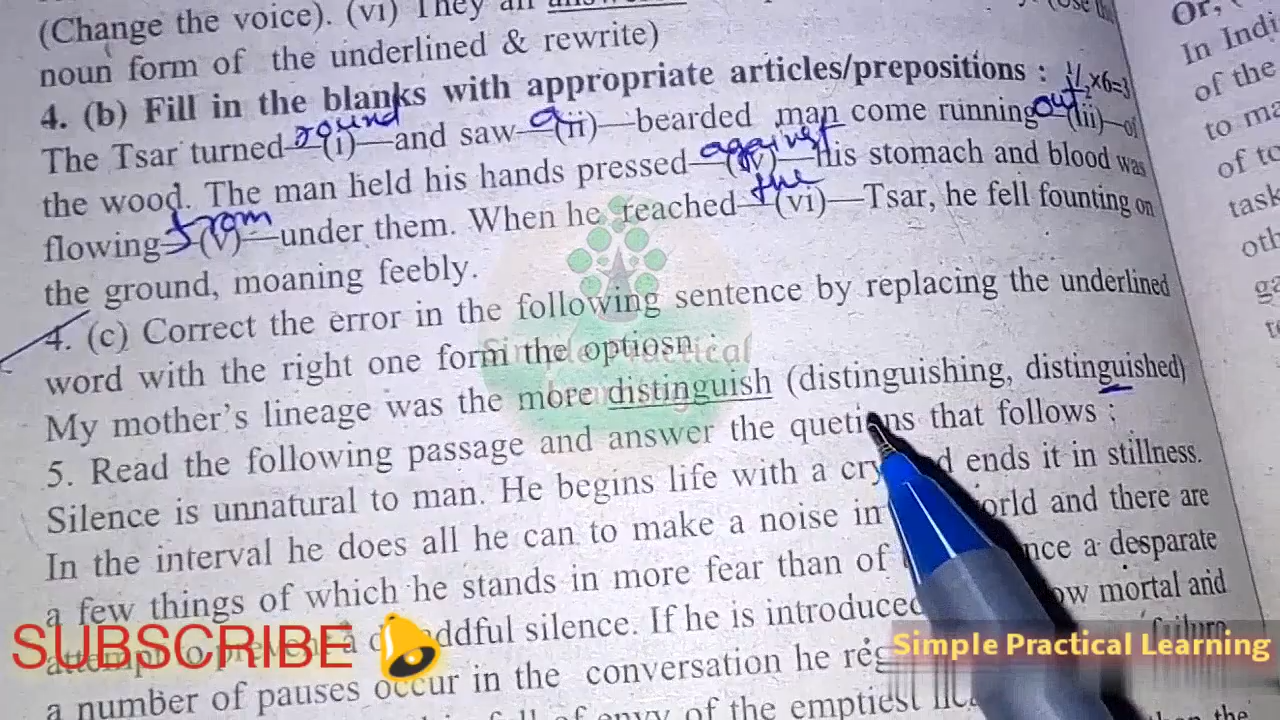 (Change the voice). (vi) They all
noun form of the underlined & rewrite)
4. (b) Fill in the blanks with appropriate articles/prepositions : ½×6=3
The Tsar turned—(i)—and saw—(ii)—bearded man come running—(iii)—of
round a out
the wood. The man held his hands pressed—(iv)—his stomach and blood was
against
flowing—(v)—under them. When he reached—(vi)—Tsar, he fell founting on
from the
the ground, moaning feebly.
4. (c) Correct the error in the following sentence by replacing the underlined
word with the right one form the optiosn :
My mother's lineage was the more distinguish (distinguishing, distinguished)
5. Read the following passage and answer the quetions that follows :
Silence is unnatural to man. He begins life with a cry ends it in stillness.
In the interval he does all he can to make a noise in and there are
a few things of which he stands in more fear than of a desparate
attempt to prevent a silence. If he is introduced mortal and
a number of pauses occur in the conversation he failure
of envy of the emptiest
Or,
In Indi
of the
to ma
of to
task
oth
SUBSCRIBE
Simple Practical Learning